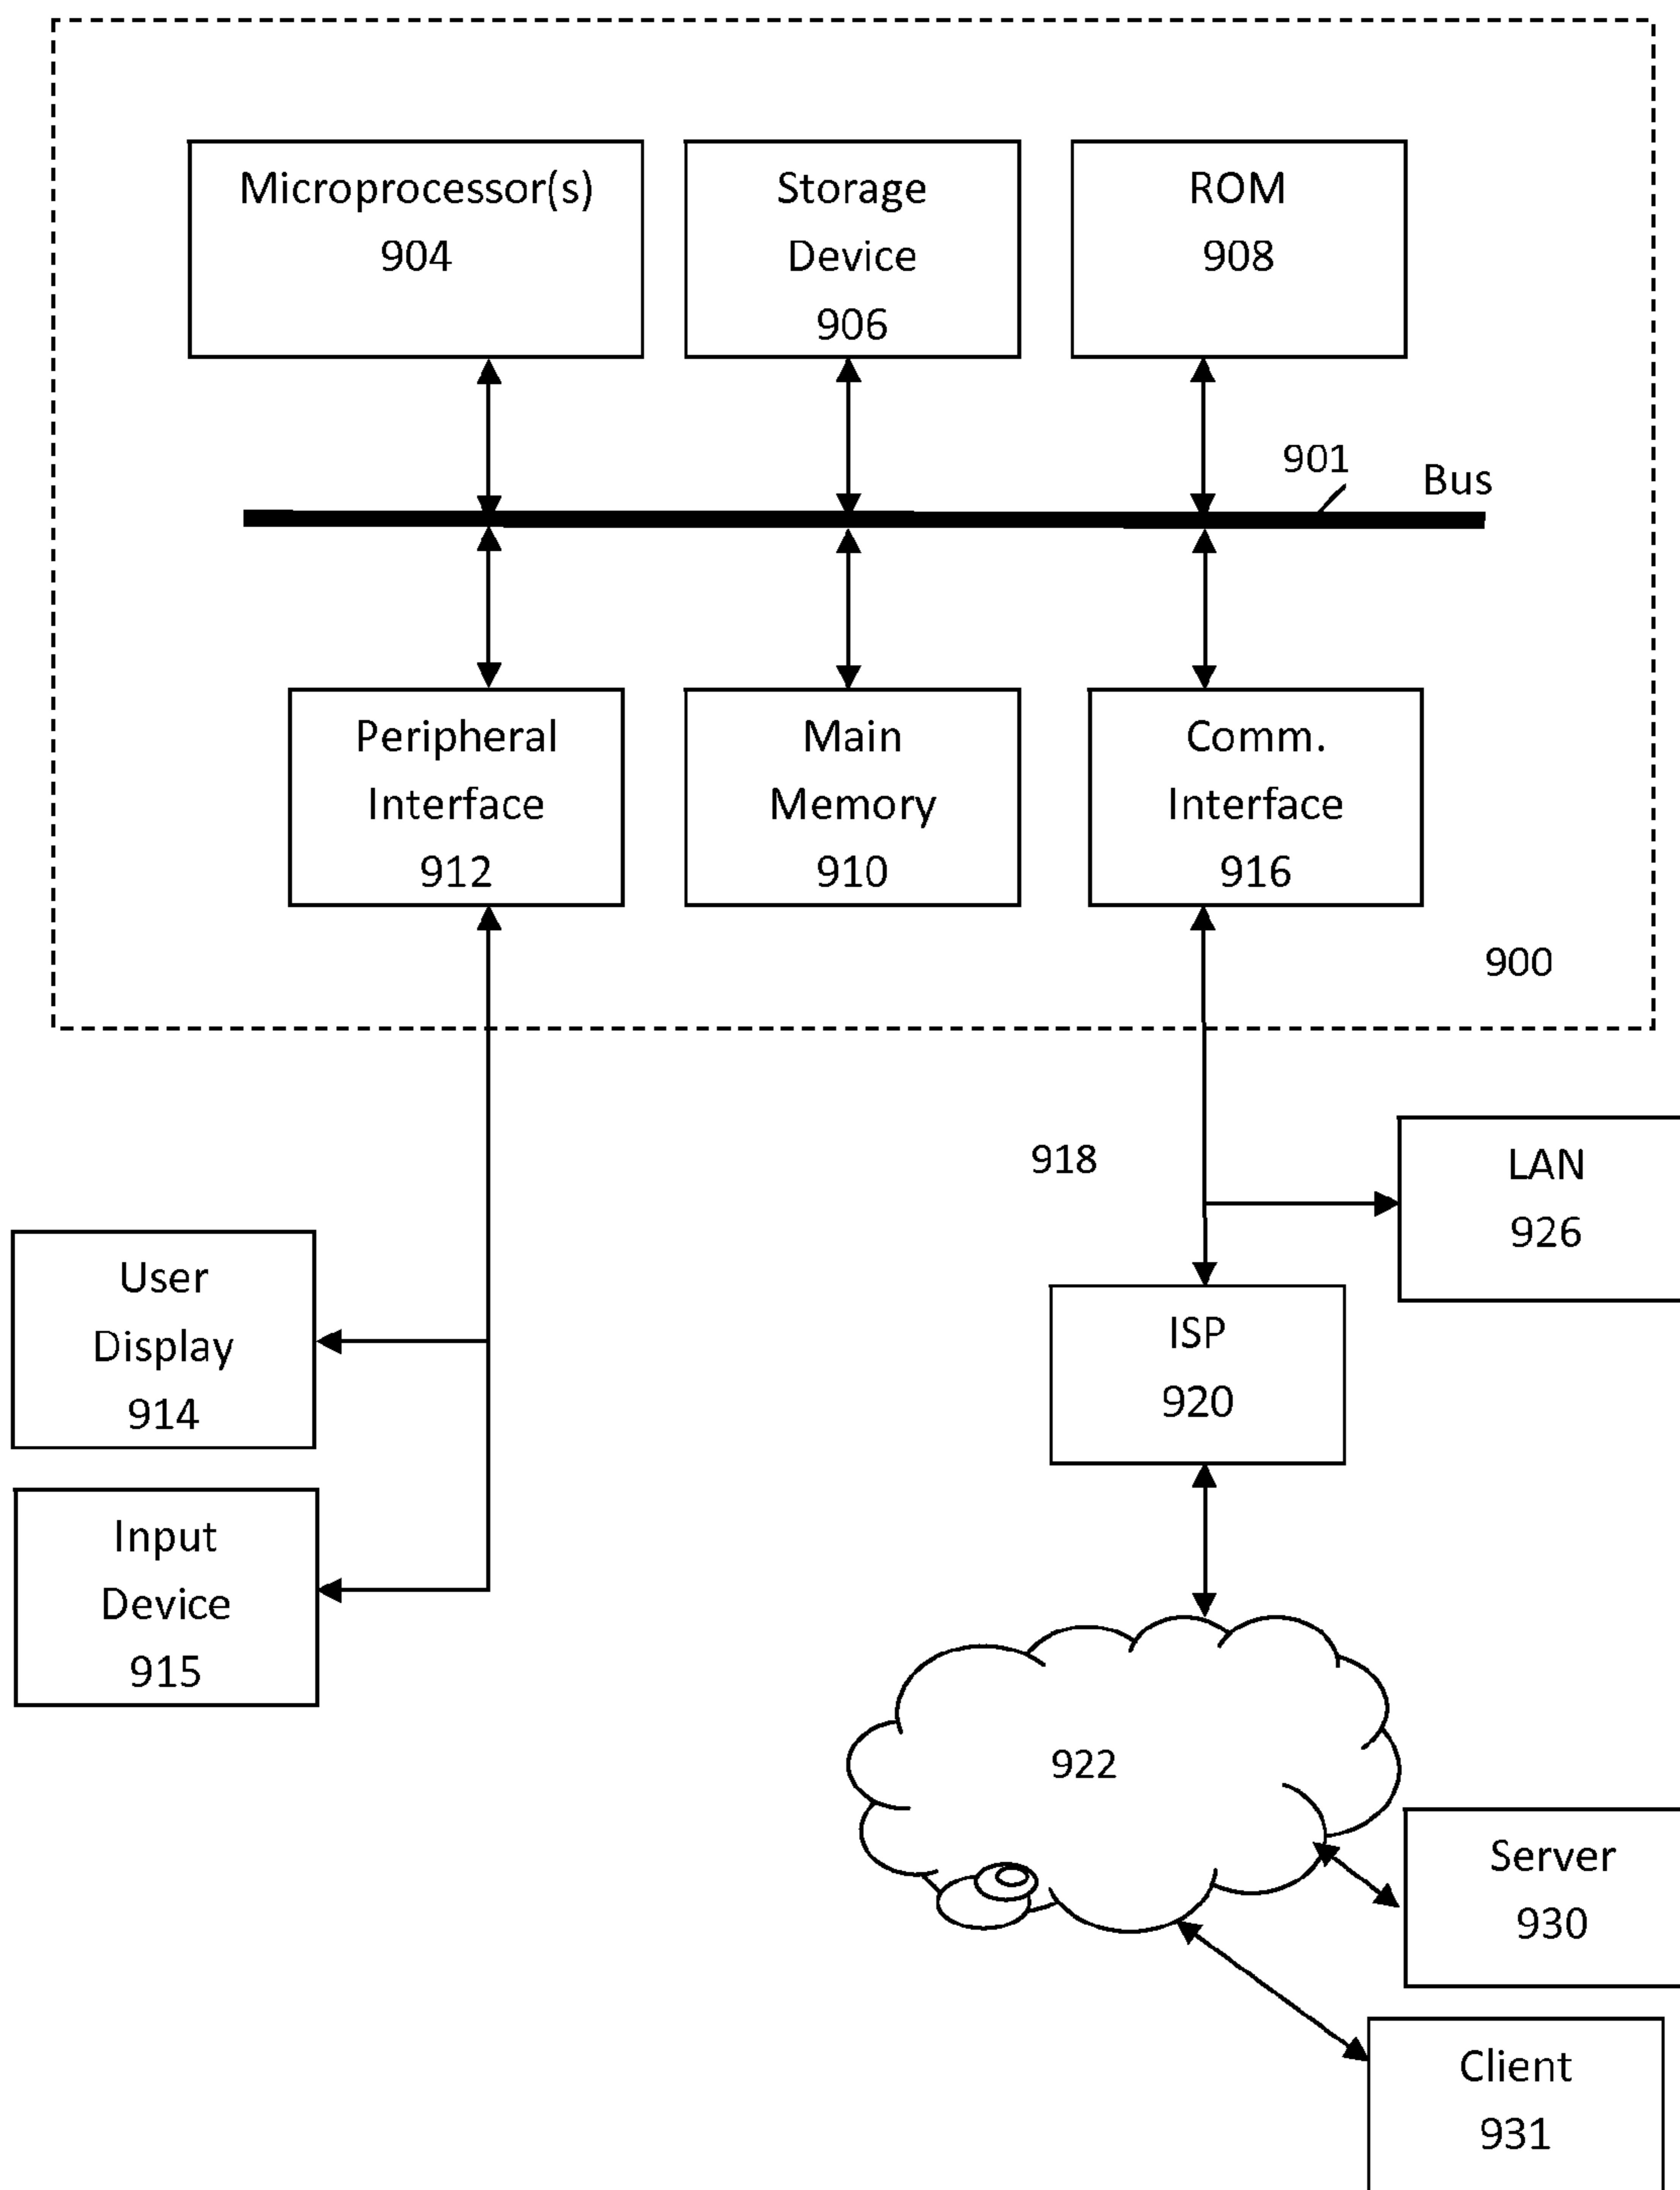 Microprocessor(s)
904
Storage
Device
906
ROM
908
901
Bus
Peripheral
Interface
912
Main
Memory
910
Comm.
Interface
916
900
918
LAN
926
User
Display
914
ISP
920
Input
Device
915
922
Server
930
Client
931